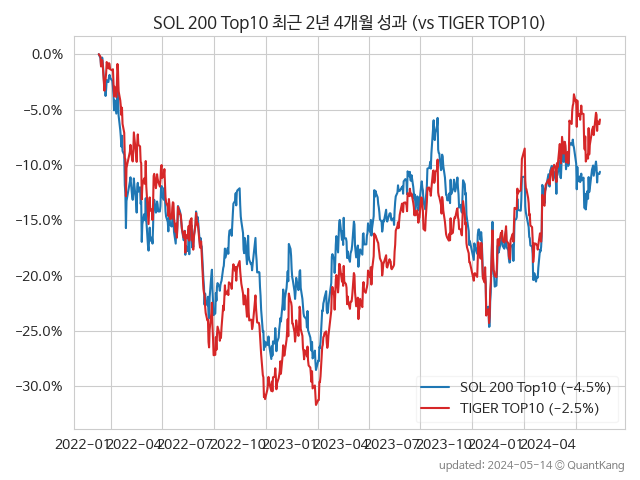 SOL 200 Top10 최근 2년 4개월 성과 (vs TIGER TOP10)
0.0%
−5.0%
−10.0%
−15.0%
−20.0%
−25.0%
−30.0%
SOL 200 Top10 (−4.5%)
TIGER TOP10 (−2.5%)
2022-01 2022-04 2022-07 2022-10 2023-01 2023-04 2023-07 2023-10 2024-01 2024-04
updated: 2024-05-14 © QuantKang